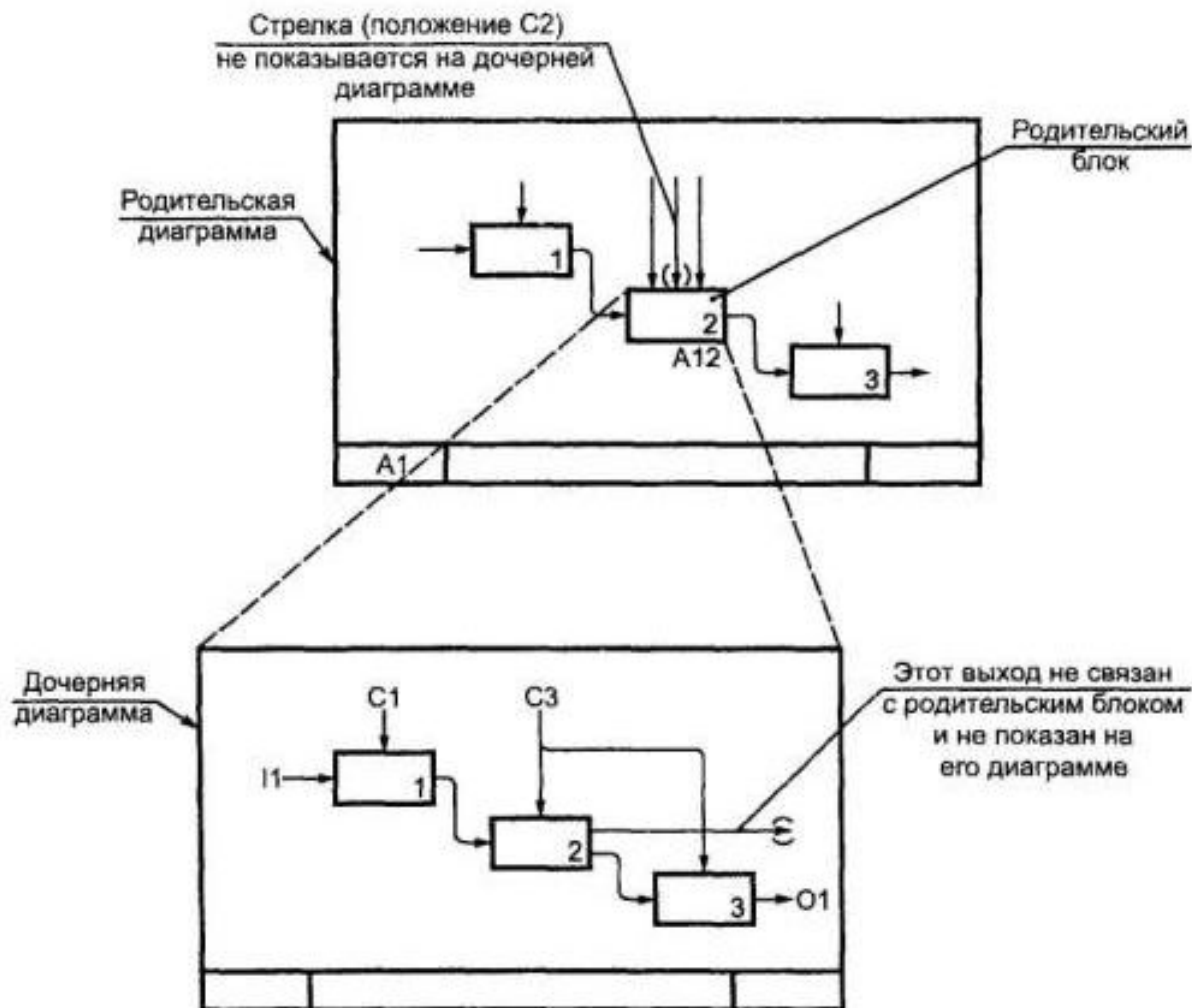 Стрелка (положение С2)
не показывается на дочерней
диаграмме
Родительский
блок
Родительская
диаграмма
1
( )
2
А12
3
А1
Дочерняя
диаграмма
Этот выход не связан
с родительским блоком
и не показан на
его диаграмме
С1
С3
I1
1
2
3
О1